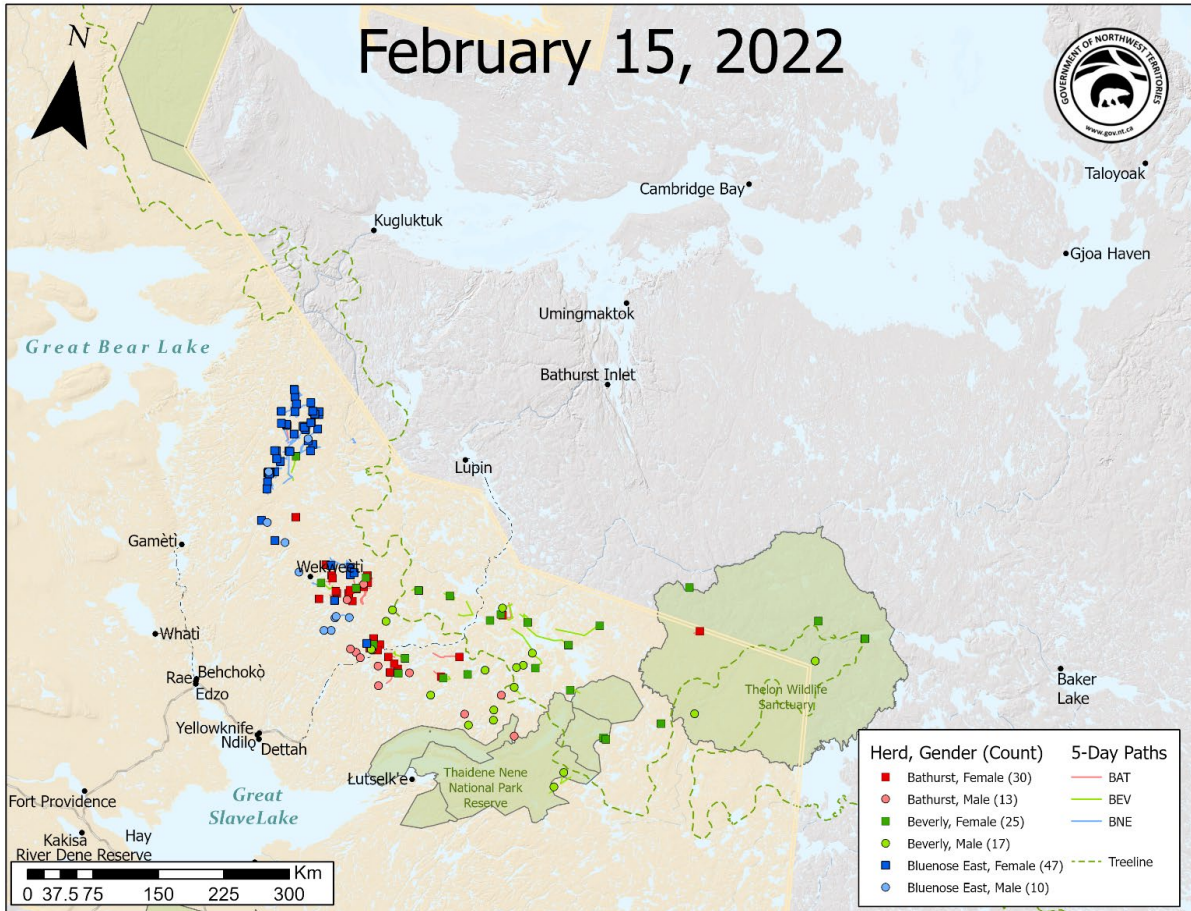 February 15, 2022
N
GOVERNMENT OF NORTHWEST TERRITORIES
www.gov.nt.ca
Taloyoak
Cambridge Bay
Kugluktuk
Gjoa Haven
Umingmaktok
Great Bear Lake
Bathurst Inlet
Lupin
Gamètì
Wekweètì
Whatì
Behchokò
Rae
Edzo
Baker
Lake
Thelon Wildlife
Sanctuary
Yellowknife
Ndilǫ
Dettah
Łutselk'e
Thaidene Nene
National Park
Reserve
Fort Providence
Great
Slave Lake
Kakisa
Hay
River Dene Reserve
Km
0 37.5 75 150 225 300
Herd, Gender (Count)
Bathurst, Female (30)
Bathurst, Male (13)
Beverly, Female (25)
Beverly, Male (17)
Bluenose East, Female (47)
Bluenose East, Male (10)
5-Day Paths
BAT
BEV
BNE
Treeline